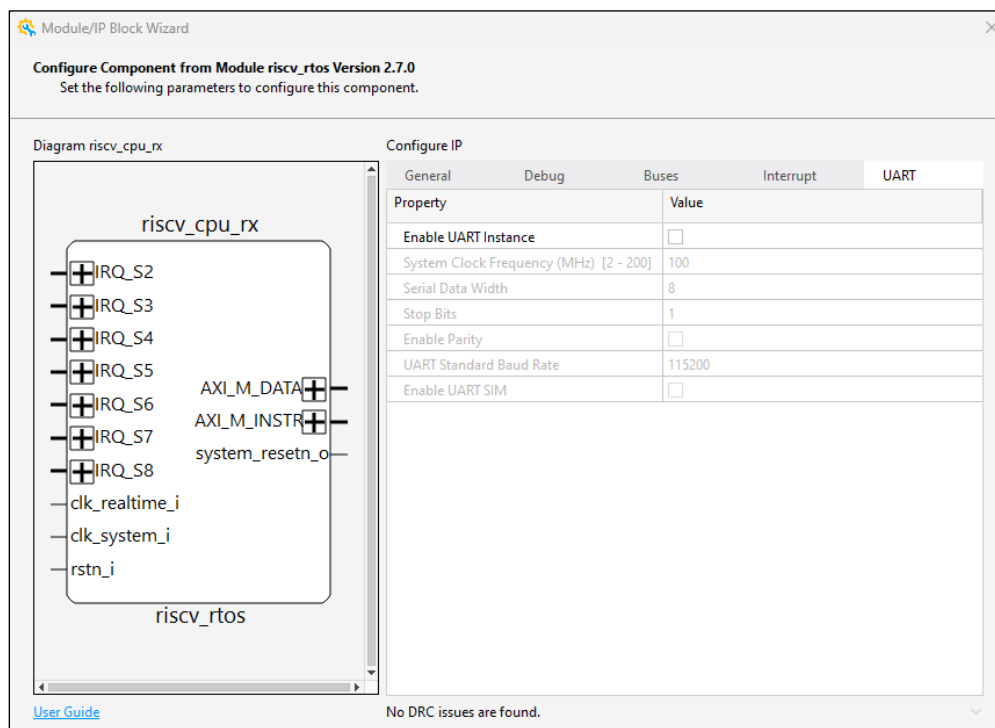 Module/IP Block Wizard
Configure Component from Module riscv_rtos Version 2.7.0
Set the following parameters to configure this component.
Diagram riscv_cpu_rx
riscv_cpu_rx
IRQ_S2
IRQ_S3
IRQ_S4
IRQ_S5
IRQ_S6
IRQ_S7
IRQ_S8
clk_realtime_i
clk_system_i
rstn_i
AXI_M_DATA
AXI_M_INSTR
system_resetn_o
riscv_rtos
User Guide
Configure IP
General Debug Buses Interrupt UART
Property Value
Enable UART Instance
System Clock Frequency (MHz) [2 - 200] 100
Serial Data Width 8
Stop Bits 1
Enable Parity
UART Standard Baud Rate 115200
Enable UART SIM
No DRC issues are found.